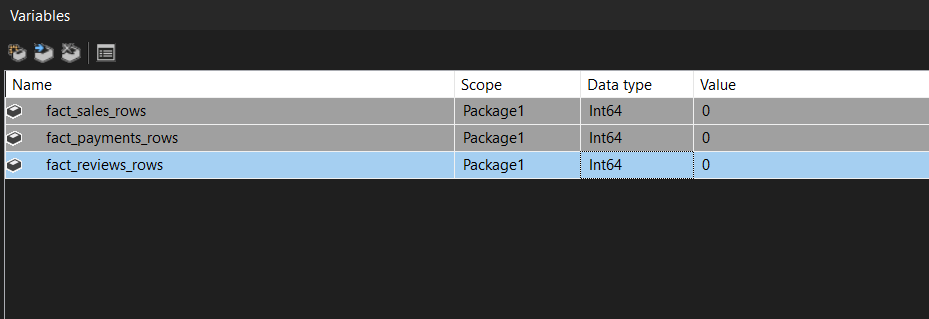 Variables
Name Scope Data type Value
fact_sales_rows Package1 Int64 0
fact_payments_rows Package1 Int64 0
fact_reviews_rows Package1 Int64 0